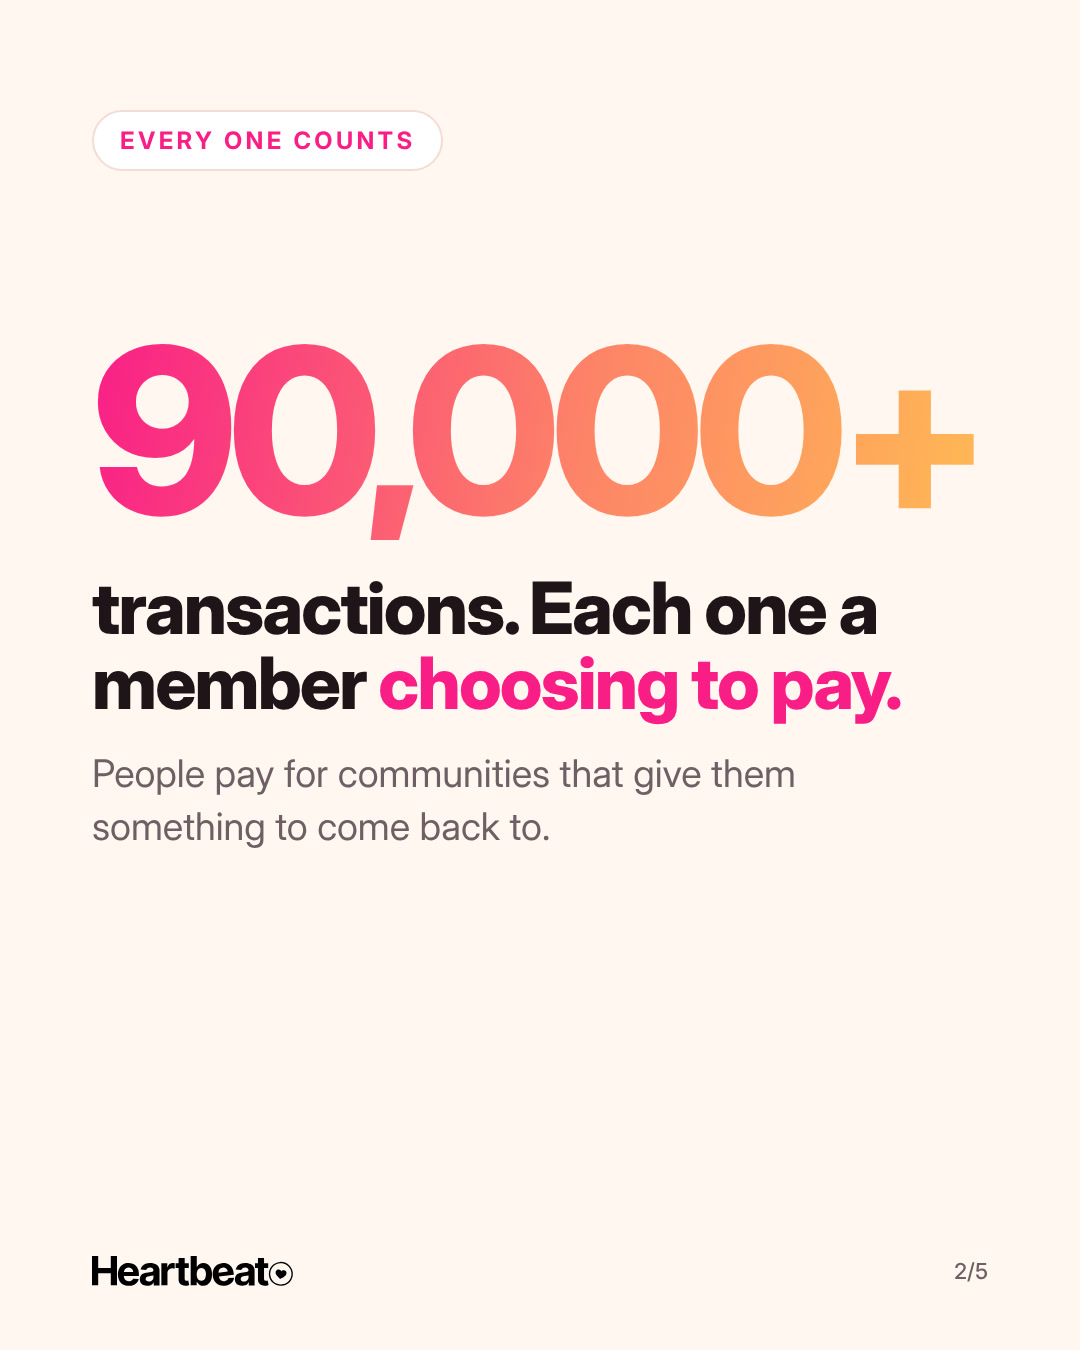 EVERY ONE COUNTS
90,000+
transactions. Each one a
member choosing to pay.
People pay for communities that give them
something to come back to.
Heartbeat
2/5